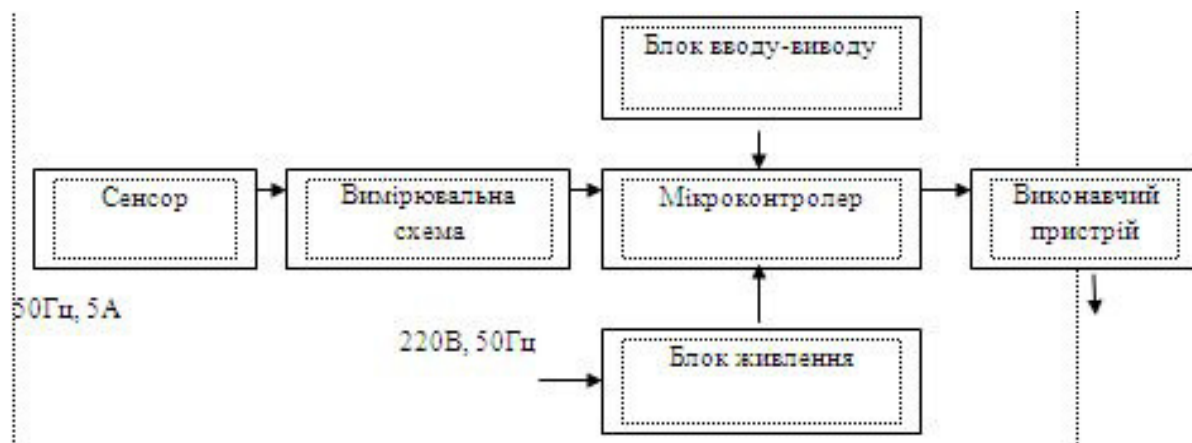 Блок вводу-виводу
Сенсор
Вимірювальна
схема
Мікроконтролер
Виконавчий
пристрій
50Гц, 5А
220В, 50Гц
Блок живлення